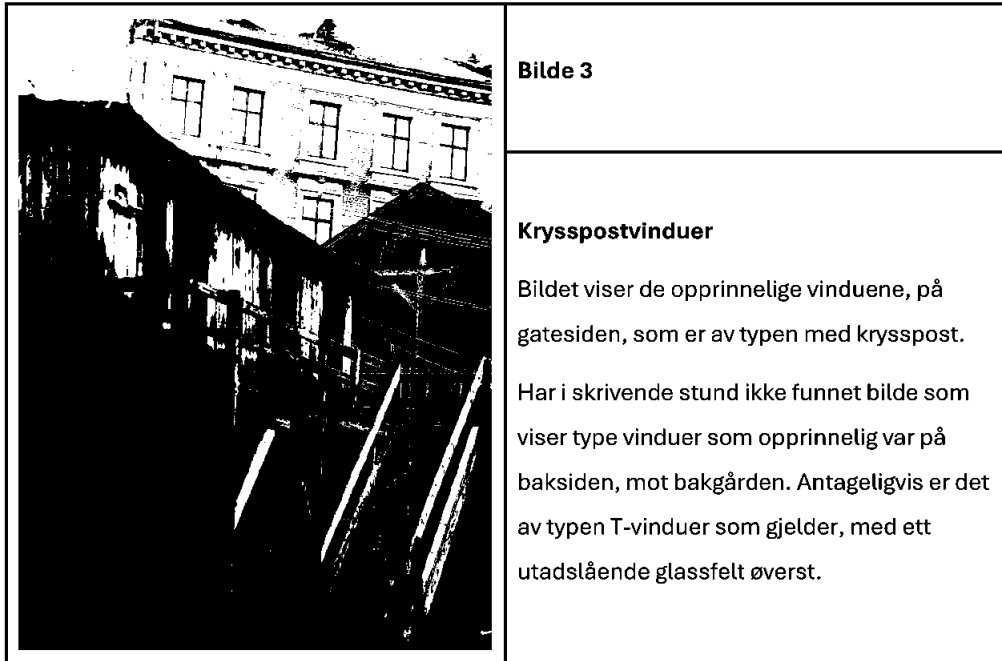 Bilde 3
Krysspostvinduer
Bildet viser de opprinnelige vinduene, på
gatesiden, som er av typen med krysspost.
Har i skrivende stund ikke funnet bilde som
viser type vinduer som opprinnelig var på
baksiden, mot bakgården. Antageligvis er det
av typen T-vinduer som gjelder, med ett
utadslående glassfelt øverst.